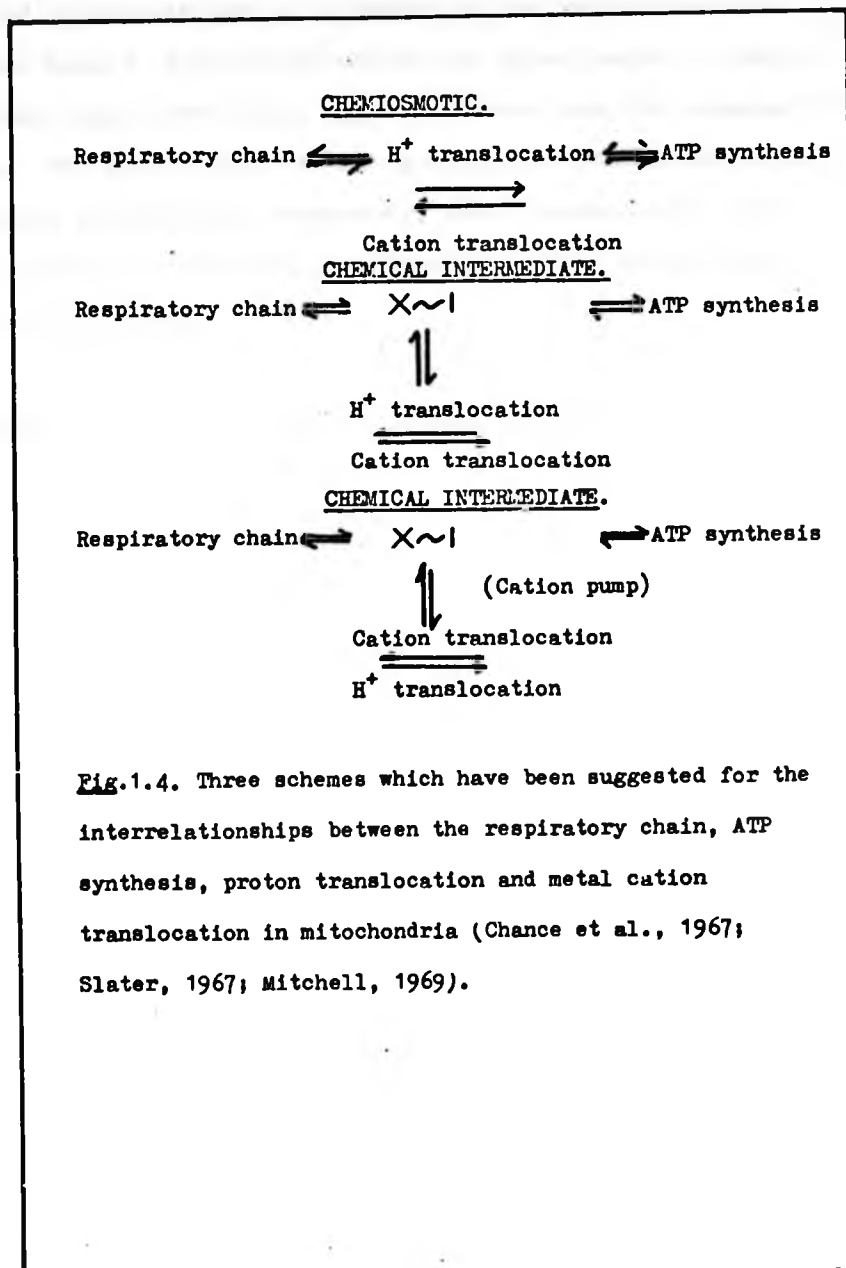 CHEMIOSMOTIC.
Respiratory chain ⇌ H⁺ translocation ⇌ ATP synthesis
⇌
Cation translocation
CHEMICAL INTERMEDIATE.
Respiratory chain ⇌ X~I ⇌ ATP synthesis
⇌
H⁺ translocation
⇌
Cation translocation
CHEMICAL INTERMEDIATE.
Respiratory chain ⇌ X~I ⇌ ATP synthesis
⇌ (Cation pump)
Cation translocation
⇌
H⁺ translocation
Fig.1.4. Three schemes which have been suggested for the
interrelationships between the respiratory chain, ATP
synthesis, proton translocation and metal cation
translocation in mitochondria (Chance et al., 1967;
Slater, 1967; Mitchell, 1969).